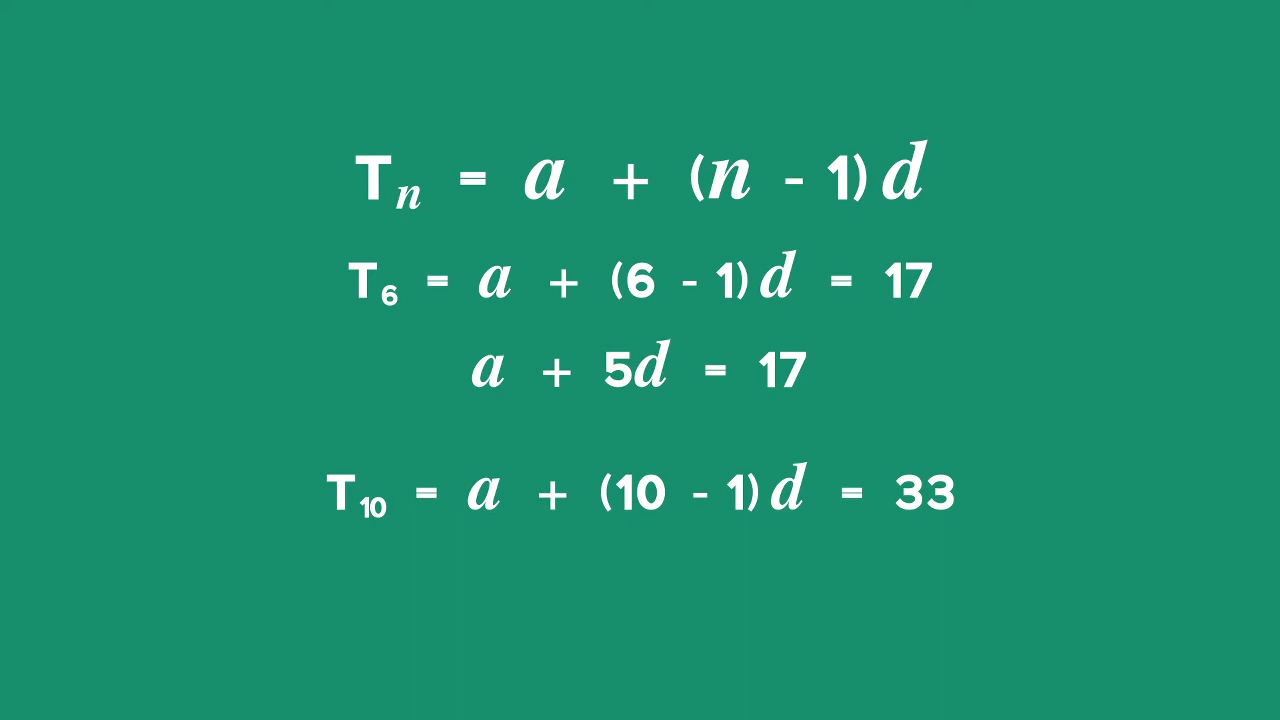 Tₙ = a + (n - 1) d
T₆ = a + (6 - 1) d = 17
a + 5d = 17
T₁₀ = a + (10 - 1) d = 33